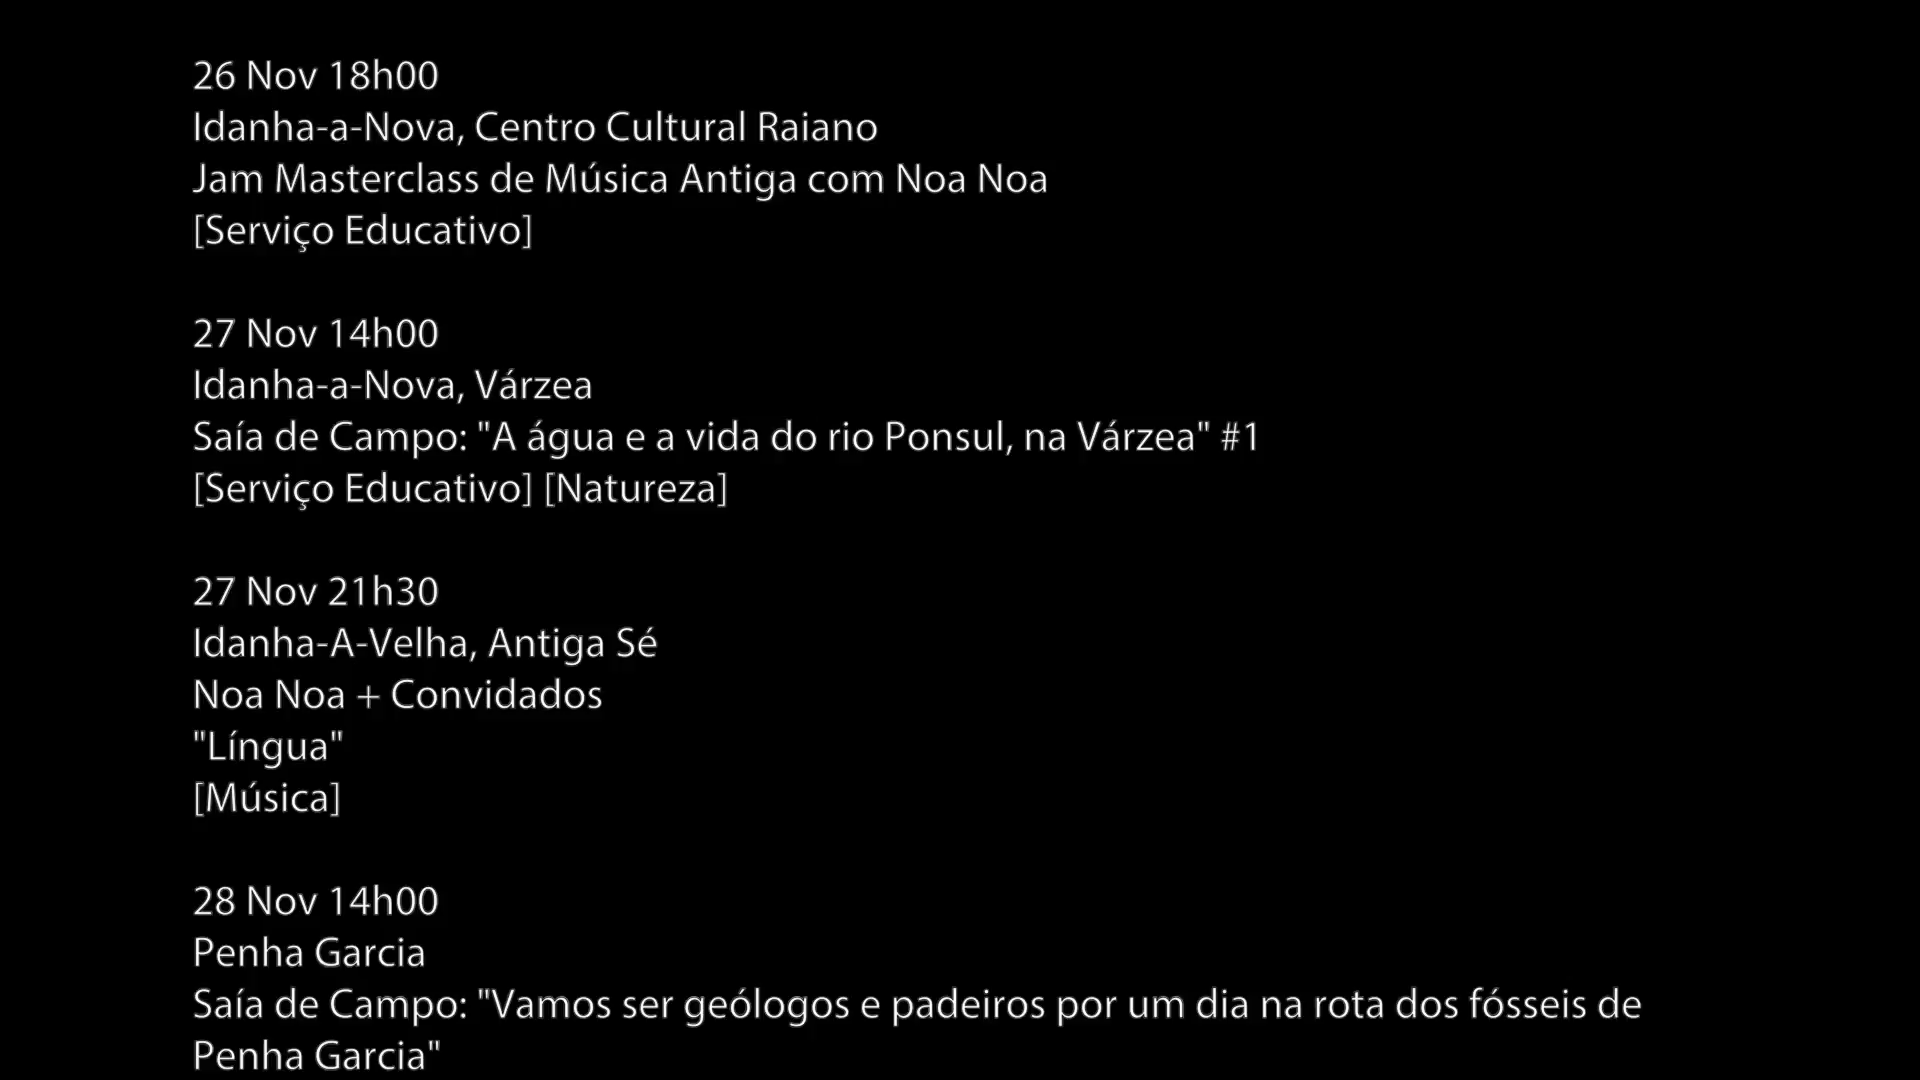 26 Nov 18h00
Idanha-a-Nova, Centro Cultural Raiano
Jam Masterclass de Música Antiga com Noa Noa
[Serviço Educativo]
27 Nov 14h00
Idanha-a-Nova, Várzea
Saía de Campo: "A água e a vida do rio Ponsul, na Várzea" #1
[Serviço Educativo] [Natureza]
27 Nov 21h30
Idanha-A-Velha, Antiga Sé
Noa Noa + Convidados
"Língua"
[Música]
28 Nov 14h00
Penha Garcia
Saía de Campo: "Vamos ser geólogos e padeiros por um dia na rota dos fósseis de
Penha Garcia"